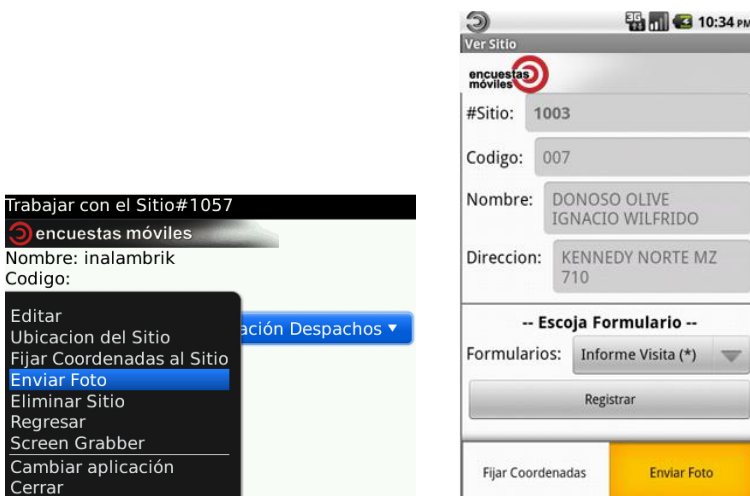 Trabajar con el Sitio#1057
encuestas móviles
Nombre: inalambrik
Codigo:
ación Despachos
Editar
Ubicacion del Sitio
Fijar Coordenadas al Sitio
Enviar Foto
Eliminar Sitio
Regresar
Screen Grabber
Cambiar aplicación
Cerrar
3G
10:34 PM
Ver Sitio
encuestas
móviles
#Sitio: 1003
Codigo: 007
Nombre: DONOSO OLIVE
IGNACIO WILFRIDO
Direccion: KENNEDY NORTE MZ
710
-- Escoja Formulario --
Formularios: Informe Visita (*)
Registrar
Fijar Coordenadas
Enviar Foto